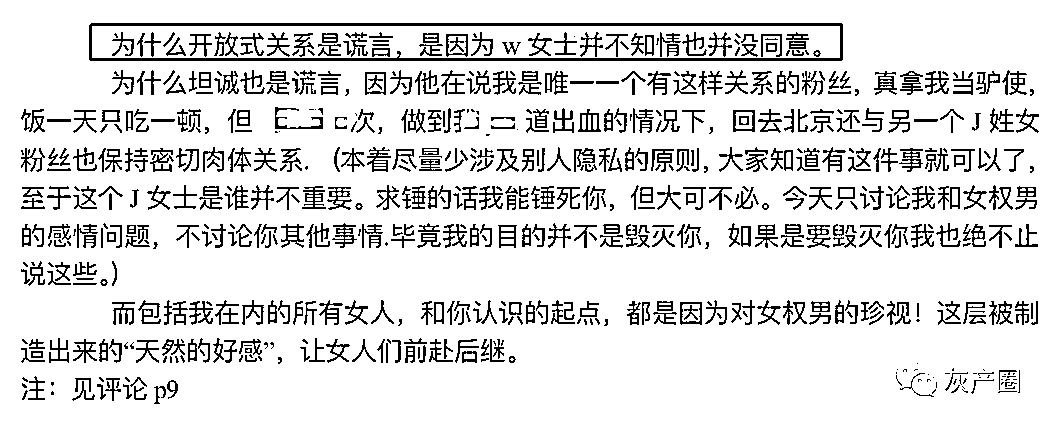 为什么开放式关系是谎言，是因为 w 女士并不知情也并没同意。
为什么坦诚也是谎言，因为他在说我是唯一一个有这样关系的粉丝，真拿我当驴使，
饭一天只吃一顿，但 次，做到 道出血的情况下，回去北京还与另一个 J 姓女
粉丝也保持密切肉体关系.（本着尽量少涉及别人隐私的原则，大家知道有这件事就可以了，
至于这个 J 女士是谁并不重要。求锤的话我能锤死你，但大可不必。今天只讨论我和女权男
的感情问题，不讨论你其他事情.毕竟我的目的并不是毁灭你，如果是要毁灭你我也绝不止
说这些。）
而包括我在内的所有女人，和你认识的起点，都是因为对女权男的珍视！这层被制
造出来的“天然的好感”，让女人们前赴后继。
注：见评论 p9
灰产圈